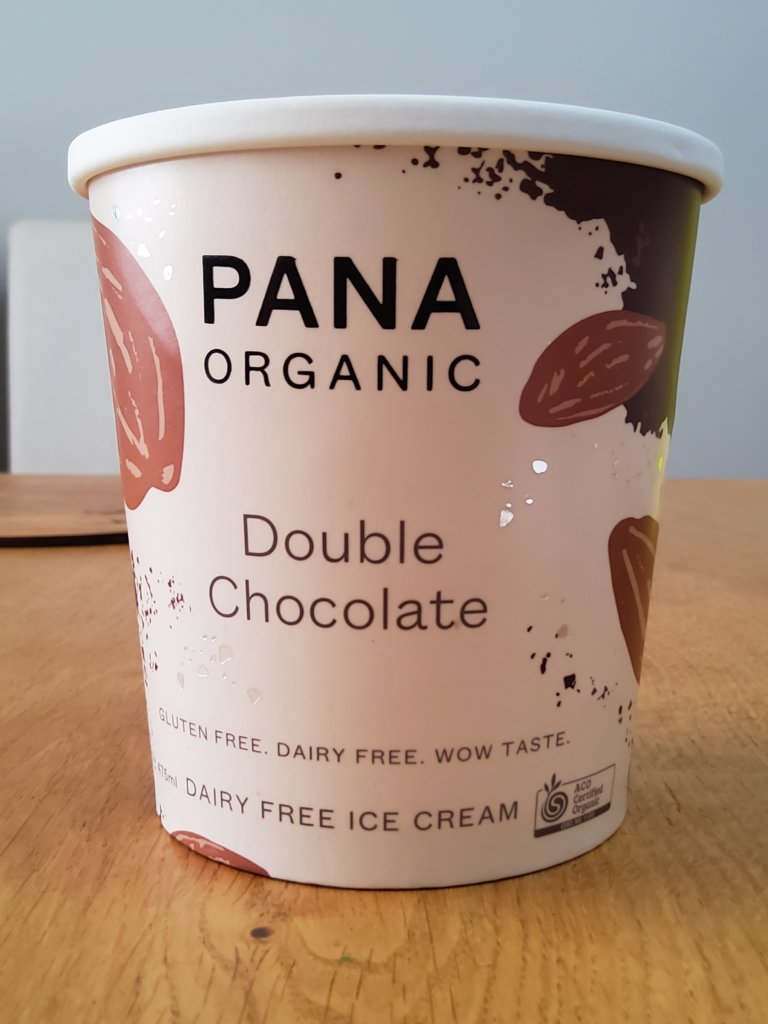 PANA
ORGANIC
Double
Chocolate
GLUTEN FREE. DAIRY FREE. WOW TASTE.
475ml DAIRY FREE ICE CREAM
ACO
Certified
Organic